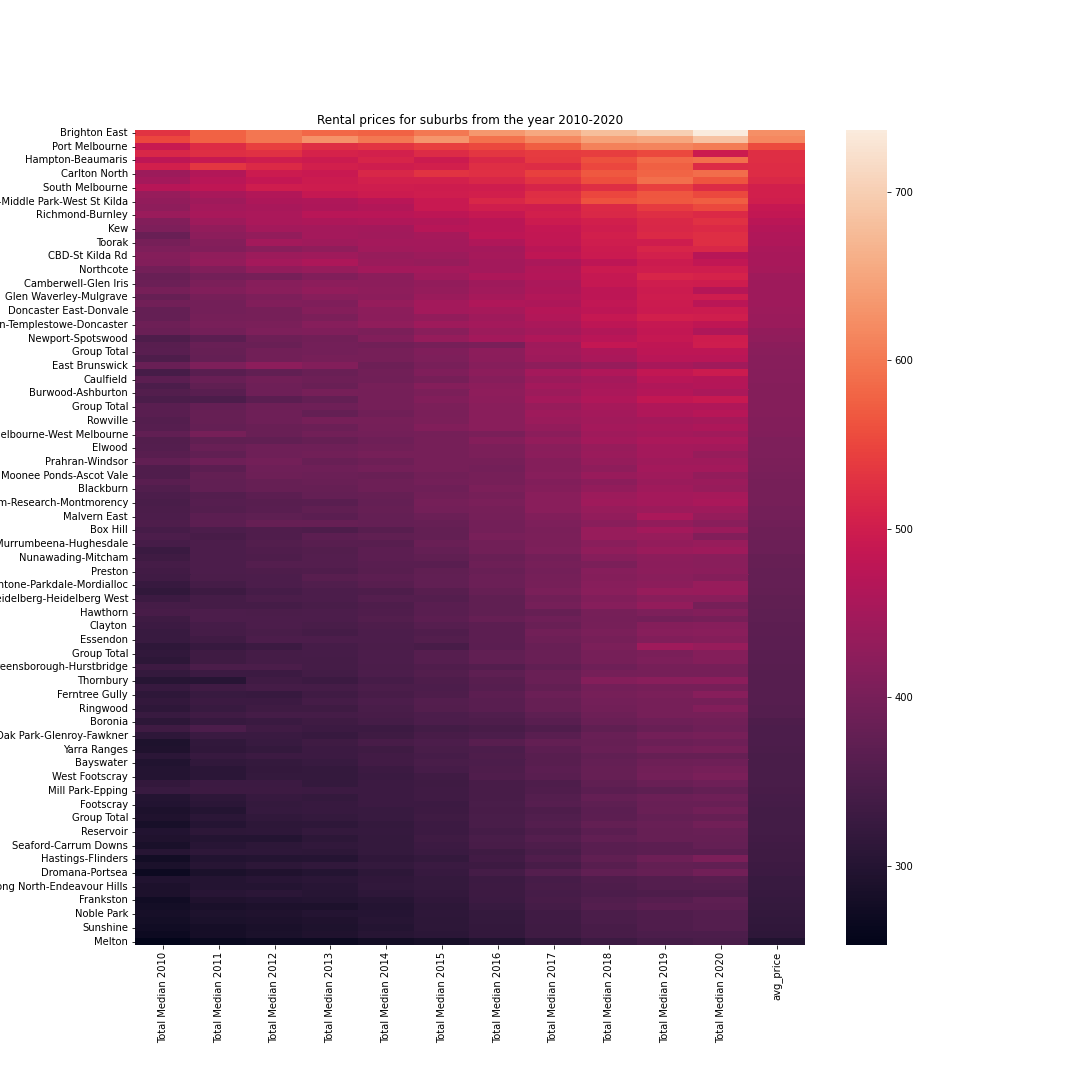 Rental prices for suburbs from the year 2010-2020
Brighton East
Port Melbourne
Hampton-Beaumaris
Carlton North
South Melbourne
-Middle Park-West St Kilda
Richmond-Burnley
Kew
Toorak
CBD-St Kilda Rd
Northcote
Camberwell-Glen Iris
Glen Waverley-Mulgrave
Doncaster East-Donvale
n-Templestowe-Doncaster
Newport-Spotswood
Group Total
East Brunswick
Caulfield
Burwood-Ashburton
Group Total
Rowville
elbourne-West Melbourne
Elwood
Prahran-Windsor
Moonee Ponds-Ascot Vale
Blackburn
m-Research-Montmorency
Malvern East
Box Hill
Murrumbeena-Hughesdale
Nunawading-Mitcham
Preston
ntone-Parkdale-Mordialloc
eidelberg-Heidelberg West
Hawthorn
Clayton
Essendon
Group Total
eensborough-Hurstbridge
Thornbury
Ferntree Gully
Ringwood
Boronia
Oak Park-Glenroy-Fawkner
Yarra Ranges
Bayswater
West Footscray
Mill Park-Epping
Footscray
Group Total
Reservoir
Seaford-Carrum Downs
Hastings-Flinders
Dromana-Portsea
ong North-Endeavour Hills
Frankston
Noble Park
Sunshine
Melton
Total Median 2010
Total Median 2011
Total Median 2012
Total Median 2013
Total Median 2014
Total Median 2015
Total Median 2016
Total Median 2017
Total Median 2018
Total Median 2019
Total Median 2020
avg_price
700
600
500
400
300